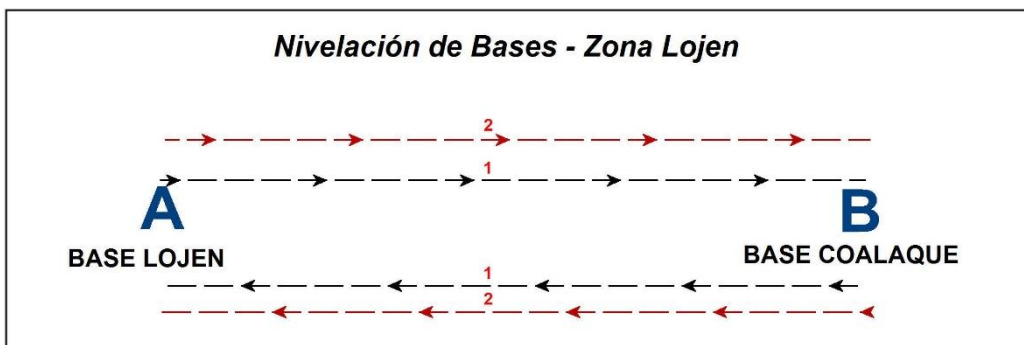 Nivelación de Bases - Zona Lojen
2
1
A
B
BASE LOJEN
BASE COALAQUE
1
2